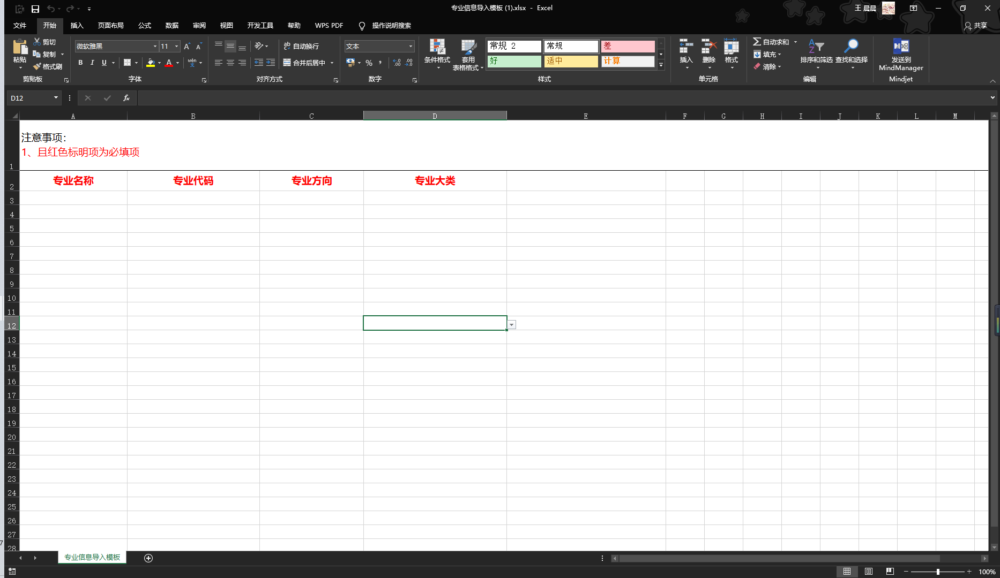 专业信息导入模板 (1).xlsx - Excel
王 晨晨
文件 开始 插入 页面布局 公式 数据 审阅 视图 开发工具 帮助 WPS PDF 操作说明搜索 共享
粘贴
剪切
复制
格式刷
剪贴板
微软雅黑 11
B I U
wén
字体
ab 自动换行
合并后居中
对齐方式
文本
%
数字
条件格式
套用
表格格式
常规 2 常规 差
好 适中 计算
样式
插入 删除 格式
单元格
自动求和
填充
清除
排序和筛选 查找和选择
编辑
发送到
MindManager
Mindjet
D12 fx
A B C D E F G H I J K L M
注意事项：
1、且红色标明项为必填项
1
2 专业名称 专业代码 专业方向 专业大类
3
4
5
6
7
8
9
10
11
12
13
14
15
16
17
18
19
20
21
22
23
24
25
26
27
28
7
专业信息导入模板
100%